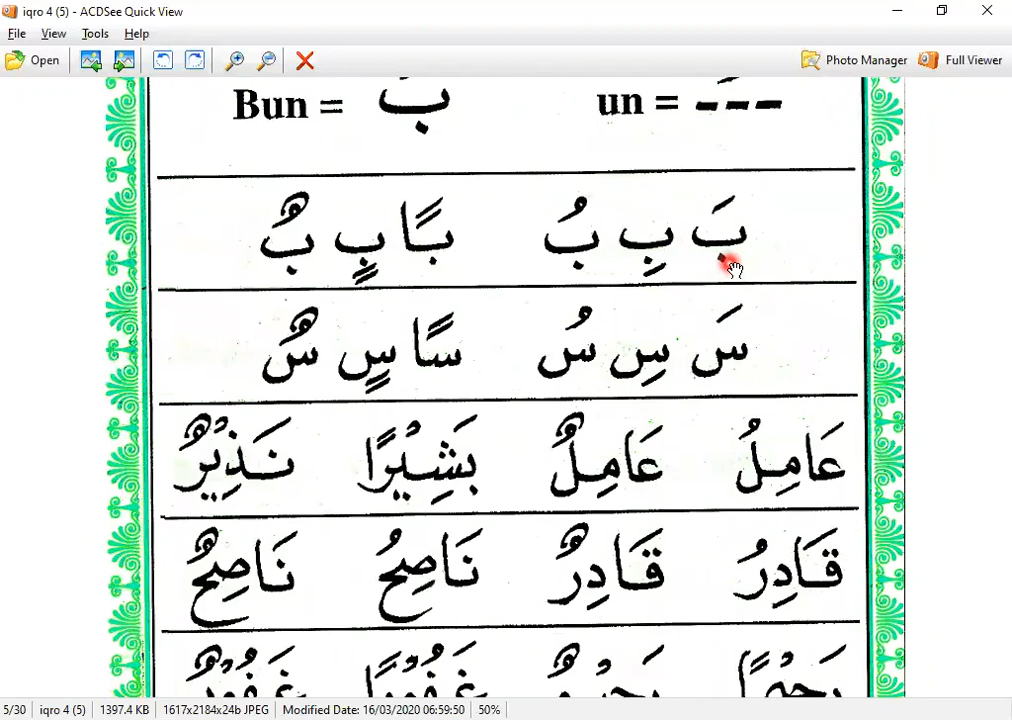 iqro 4 (5) - ACDSee Quick View
File View Tools Help
Open Photo Manager Full Viewer
un = ---ٌ Bun = بٌ
بَ بِ بُ بًا بٍ بٌ
سَ سِ سُ سًا سٍ سٌ
عَامِلُ عَامِلٌ بَشِيْرًا نَذِيْرٌ
قَادِرُ قَادِرٌ نَاصِحُ نَاصِحٌ
5/30 iqro 4 (5) 1397.4 KB 1617x2184x24b JPEG Modified Date: 16/03/2020 06:59:50 50%